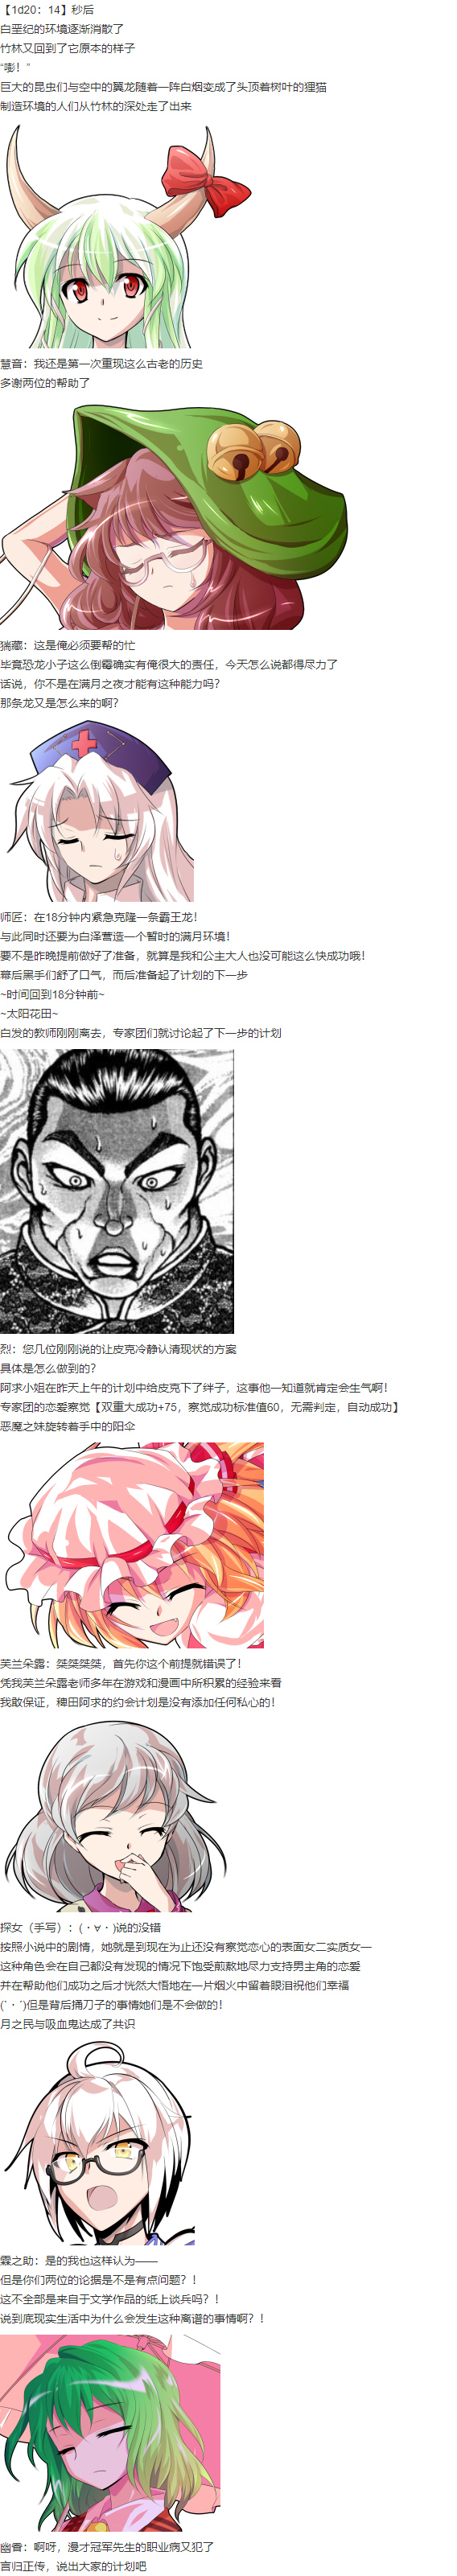 【1d20：14】秒后
白垩纪的环境逐渐消散了
竹林又回到了它原本的样子
“嘭！”
巨大的昆虫们与空中的翼龙随着一阵白烟变成了头顶着树叶的狸猫
制造环境的人们从竹林的深处走了出来
慧音：我还是第一次重现这么古老的历史
多谢两位的帮助了
猯藏：这是俺必须要帮的忙
毕竟恐龙小子这么倒霉确实有俺很大的责任，今天怎么说都得尽力了
话说，你不是在满月之夜才能有这种能力吗？
那条龙又是怎么来的啊？
师匠：在18分钟内紧急克隆一条霸王龙！
与此同时还要为白泽营造一个暂时的满月环境！
要不是昨晚提前做好了准备，就算是我和公主大人也没可能这么快成功哦！
幕后黑手们舒了口气，而后准备起了计划的下一步
~时间回到18分钟前~
~太阳花田~
白发的教师刚刚离去，专家团们就讨论起了下一步的计划
烈：您几位刚刚说的让皮克冷静认清现状的方案
具体是怎么做到的？
阿求小姐在昨天上午的计划中给皮克下了绊子，这事他一知道就肯定会生气啊！
专家团的恋爱察觉【双重大成功+75，察觉成功标准值60，无需判定，自动成功】
恶魔之妹旋转着手中的阳伞
芙兰朵露：桀桀桀桀，首先你这个前提就错误了！
凭我芙兰朵露老师多年在游戏和漫画中所积累的经验来看
我敢保证，稗田阿求的约会计划是没有添加任何私心的！
探女（手写）：(・∀・)说的没错
按照小说中的剧情，她就是到现在为止还没有察觉恋心的表面女二实质女一
这种角色会在自己都没有发现的情况下饱受煎熬地尽力支持男主角的恋爱
并在帮助他们成功之后才恍然大悟地在一片烟火中留着眼泪祝他们幸福
(`・´)但是背后捅刀子的事情她们是不会做的！
月之民与吸血鬼达成了共识
霖之助：是的我也这样认为——
但是你们两位的论据是不是有点问题？！
这不全部是来自于文学作品的纸上谈兵吗？！
说到底现实生活中为什么会发生这种离谱的事情啊？！
幽香：啊呀，漫才冠军先生的职业病又犯了
言归正传，说出大家的计划吧